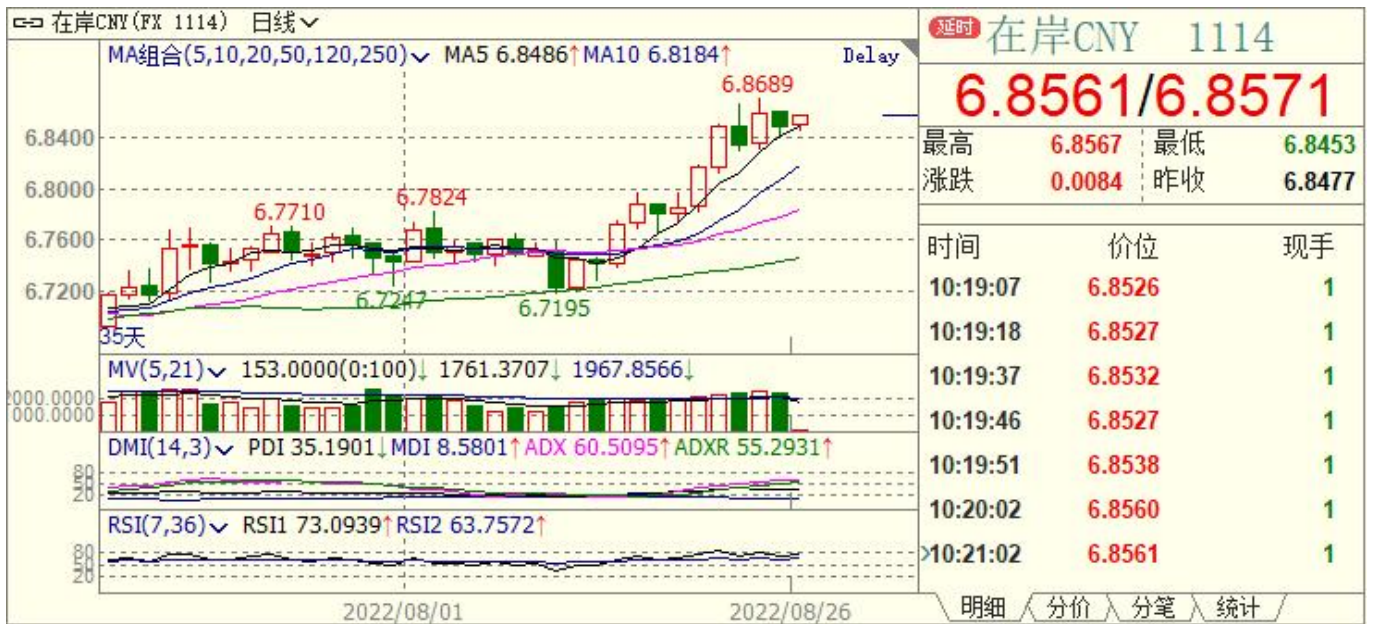 在岸CNY(FX 1114) 日线
MA组合(5,10,20,50,120,250) MA5 6.8486↑ MA10 6.8184↑ Delay
6.8689
6.8400
6.8000
6.7824
6.7710
6.7600
6.7200
6.7247
6.7195
35天
MV(5,21) 153.0000(0:100)↓ 1761.3707↓ 1967.8566↓
2000.0000
000.0000
DMI(14,3) PDI 35.1901↓ MDI 8.5801↑ ADX 60.5095↑ ADXR 55.2931↑
80
50
20
RSI(7,36) RSI1 73.0939↑ RSI2 63.7572↑
80
50
20
2022/08/01 2022/08/26
延时 在岸CNY 1114
6.8561/6.8571
最高 6.8567 最低 6.8453
涨跌 0.0084 昨收 6.8477
时间 价位 现手
10:19:07 6.8526 1
10:19:18 6.8527 1
10:19:37 6.8532 1
10:19:46 6.8527 1
10:19:51 6.8538 1
10:20:02 6.8560 1
>10:21:02 6.8561 1
明细 分价 分笔 统计